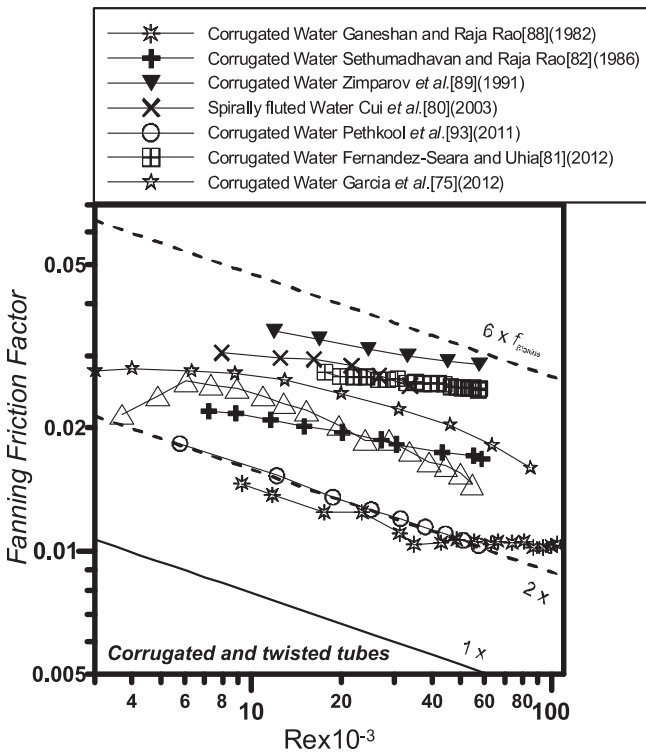 Corrugated Water Ganeshan and Raja Rao[88](1982)
Corrugated Water Sethumadhavan and Raja Rao[82](1986)
Corrugated Water Zimparov et al.[89](1991)
Spirally fluted Water Cui et al.[80](2003)
Corrugated Water Pethkool et al.[93](2011)
Corrugated Water Fernandez-Seara and Uhia[81](2012)
Corrugated Water Garcia et al.[75](2012)
Fanning Friction Factor
0.05
0.02
0.01
0.005
6 x f
2 x
1 x
Corrugated and twisted tubes
4 6 8 10 20 40 60 80 100
Rex10-3